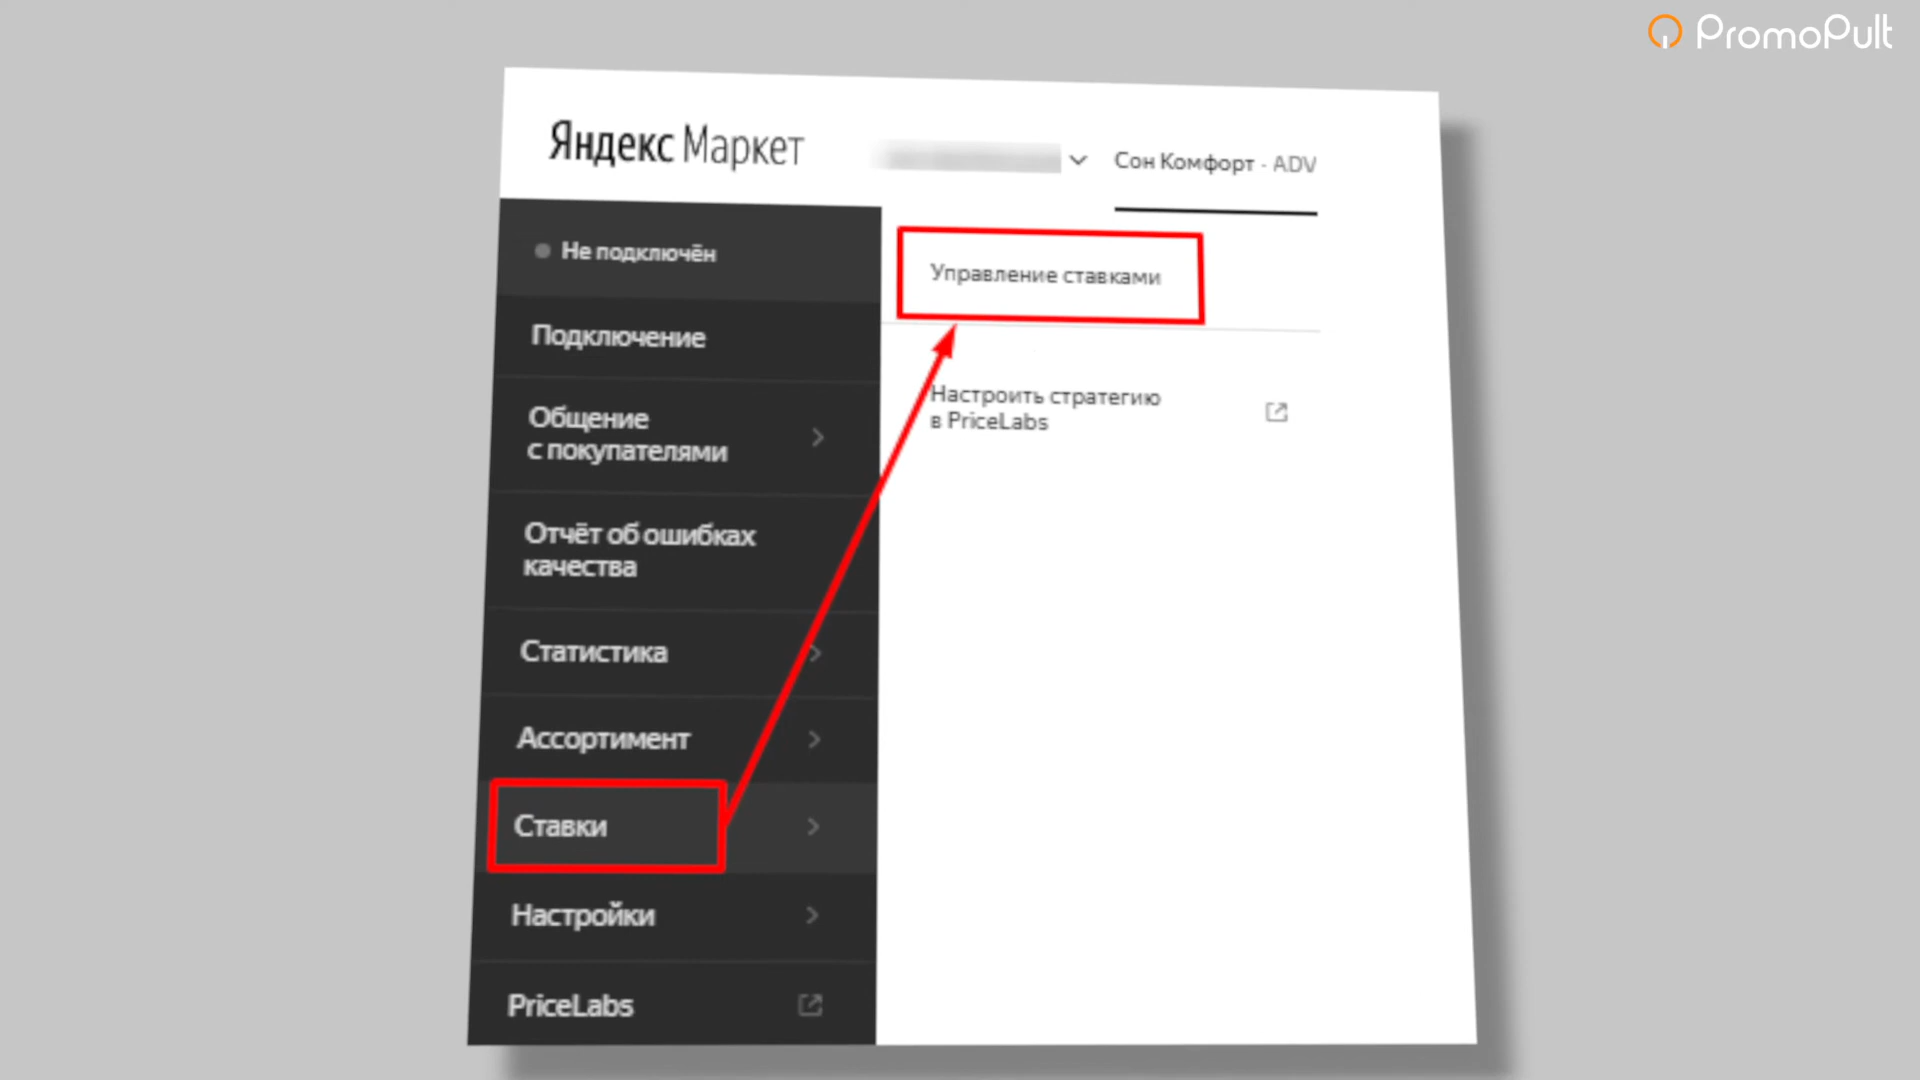 PromoPult
Яндекс Маркет
Сон Комфорт - ADV
Не подключён
Подключение
Общение
с покупателями
Отчёт об ошибках
качества
Статистика
Ассортимент
Ставки
Настройки
PriceLabs
Управление ставками
Настроить стратегию
в PriceLabs